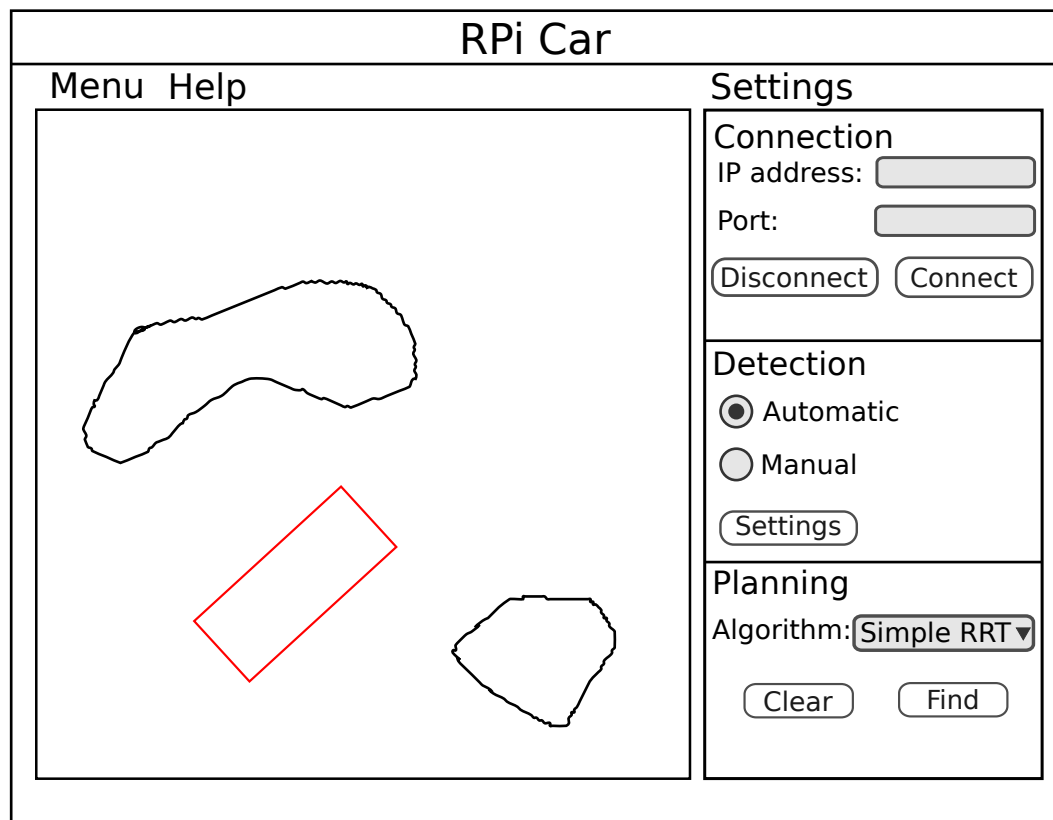 RPi Car
Menu Help
Settings
Connection
IP address:
Port:
Disconnect Connect
Detection
Automatic
Manual
Settings
Planning
Algorithm: Simple RRT
Clear Find